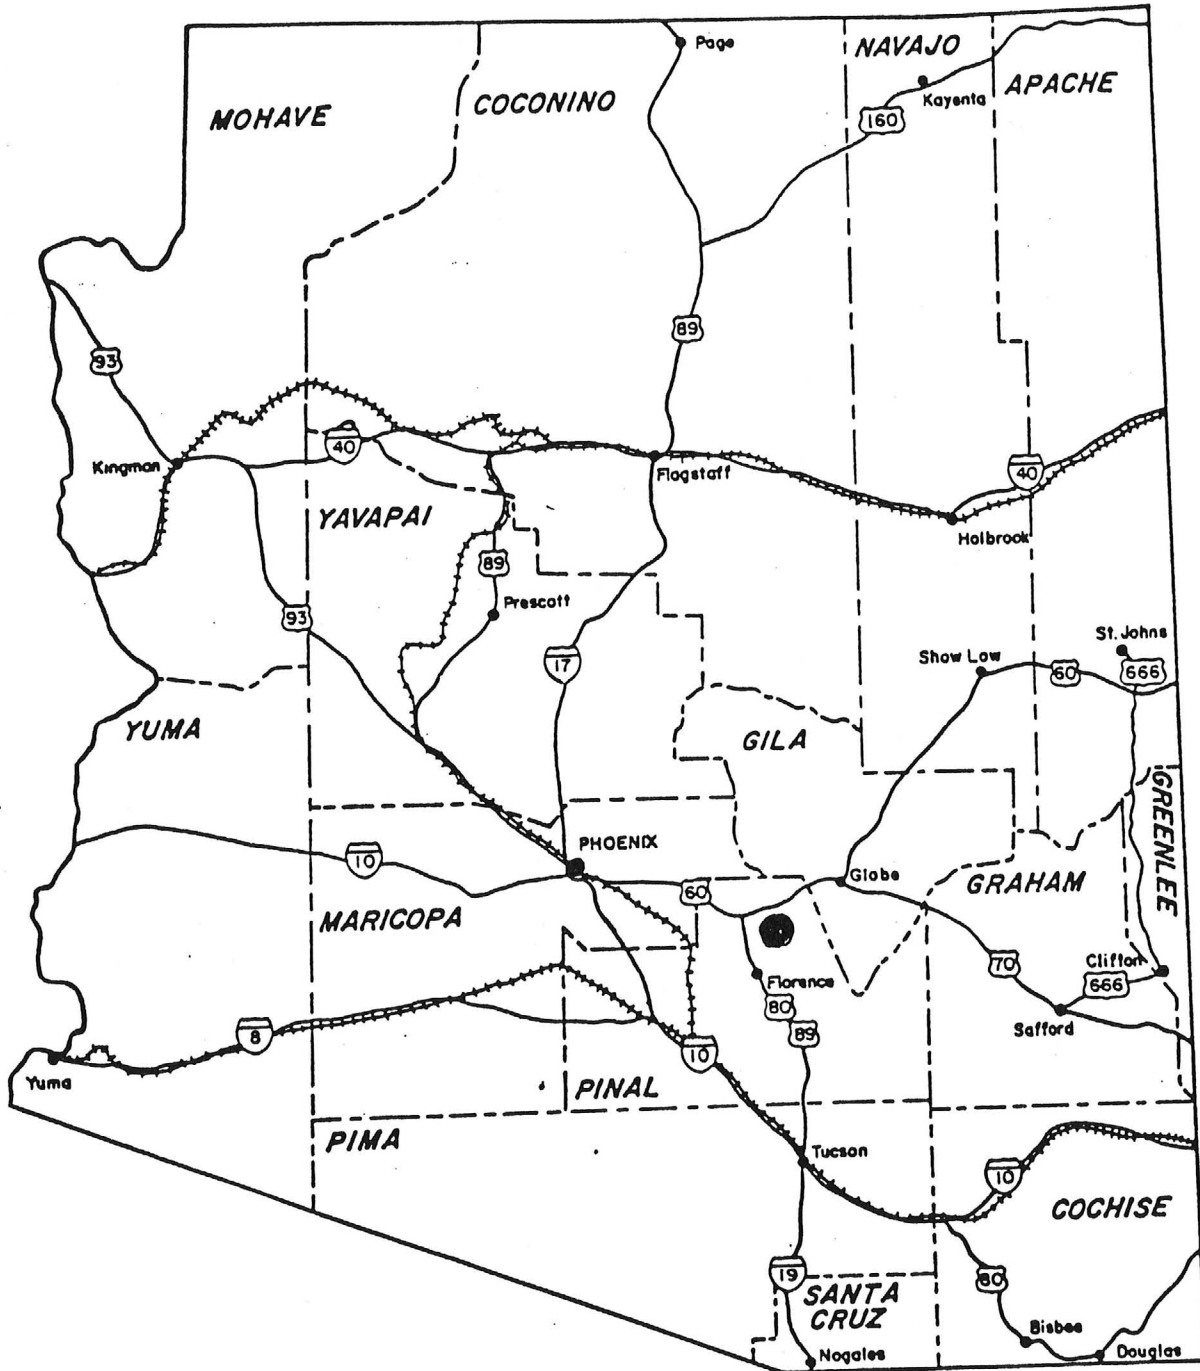 Page
NAVAJO
Kayenta
APACHE
MOHAVE
COCONINO
160
93
89
Kingman
40
Flagstaff
40
YAVAPAI
Holbrook
89
Prescott
93
17
St. Johns
Show Low
60
666
YUMA
GILA
GREENLEE
PHOENIX
10
Globe
60
GRAHAM
MARICOPA
Clifton
70
666
Florence
80
Safford
89
8
10
Yuma
PINAL
PIMA
Tucson
10
COCHISE
19
80
SANTA
CRUZ
Bisbee
Nogales
Douglas